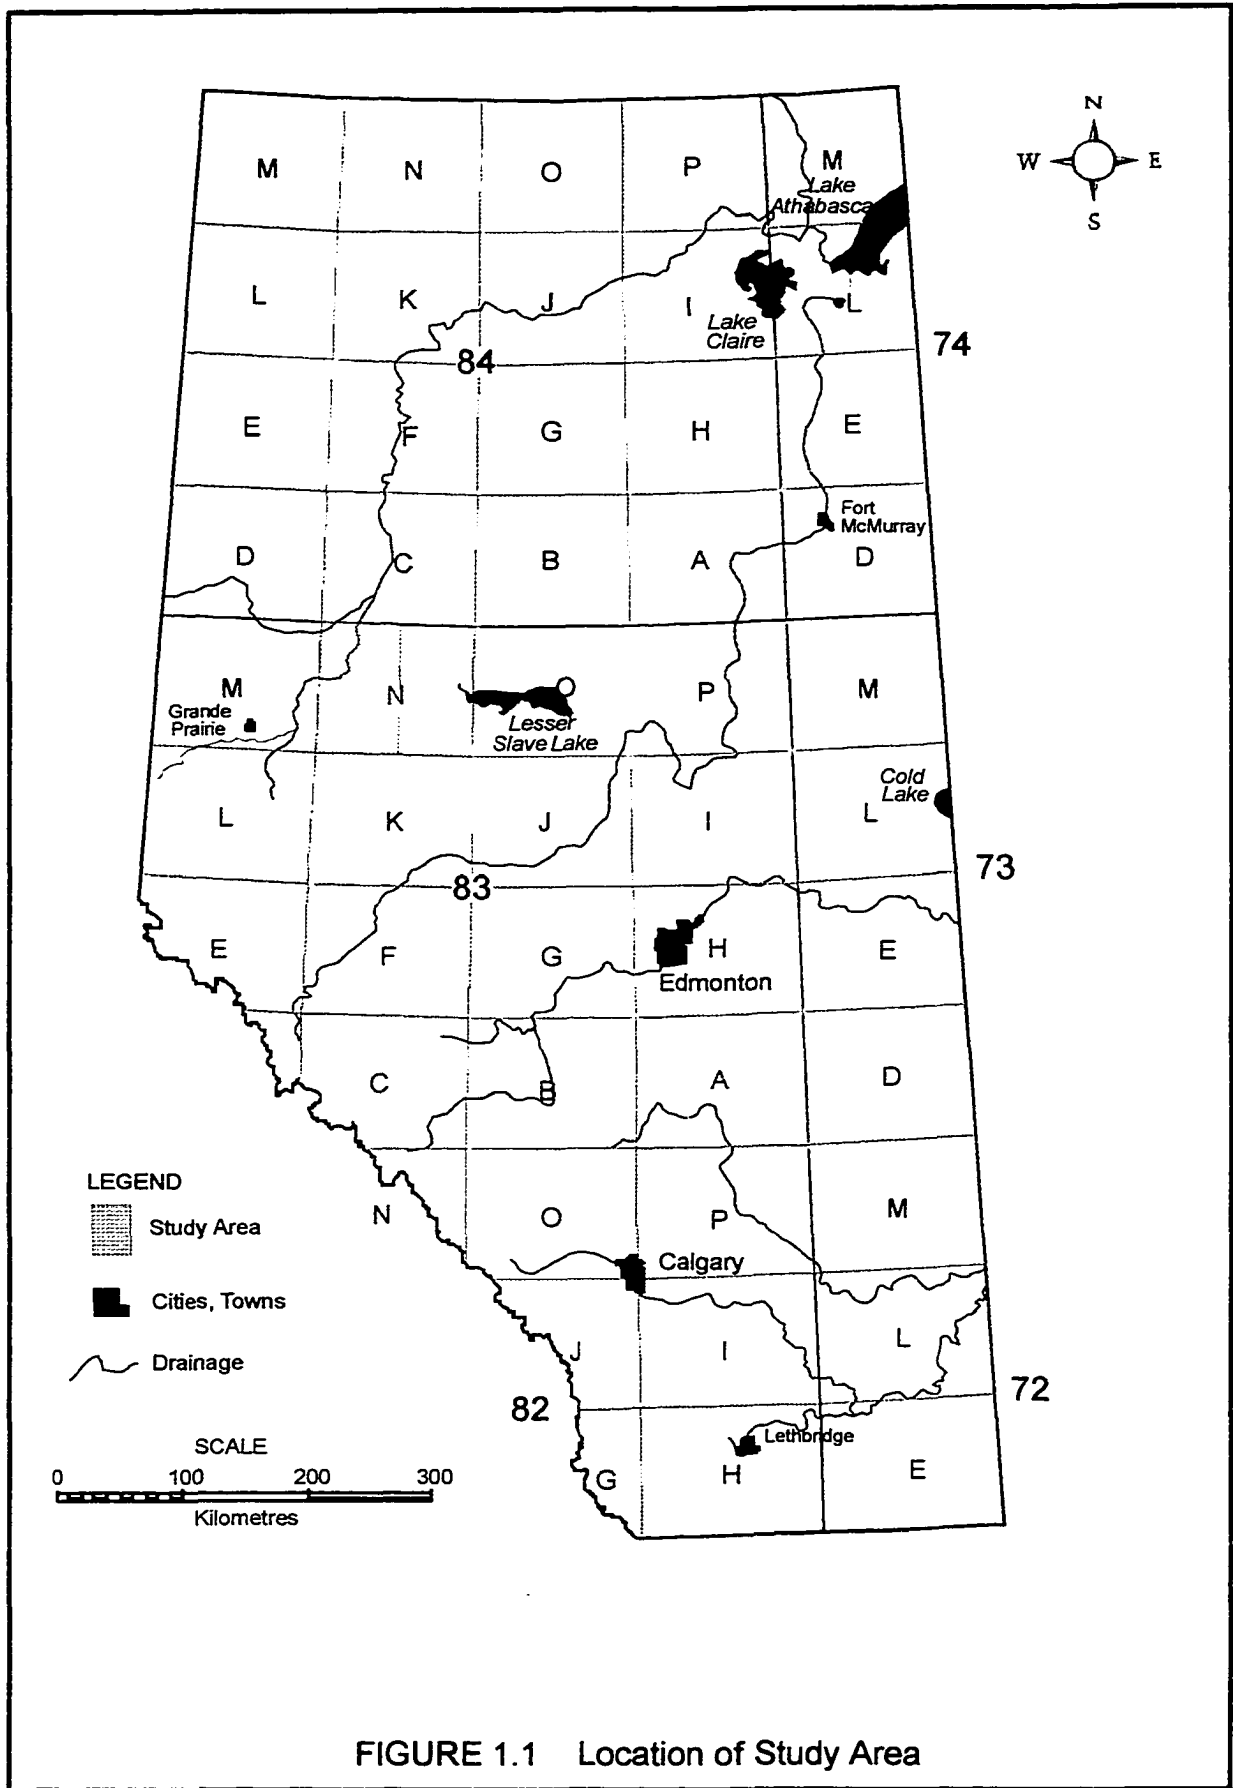 N
W E
S
M N O P M
Lake
Athabasca
L K J I L
Lake
Claire
74
84
E F G H E
Fort
McMurray
D C B A D
M N O P M
Grande
Prairie
Lesser
Slave Lake
Cold
Lake
L K J I L
73
83
E F G H E
Edmonton
C B A D
LEGEND
Study Area
Cities, Towns
Drainage
N O P M
Calgary
J I L
82
72
Lethbridge
G H E
SCALE
0 100 200 300
Kilometres
FIGURE 1.1 Location of Study Area